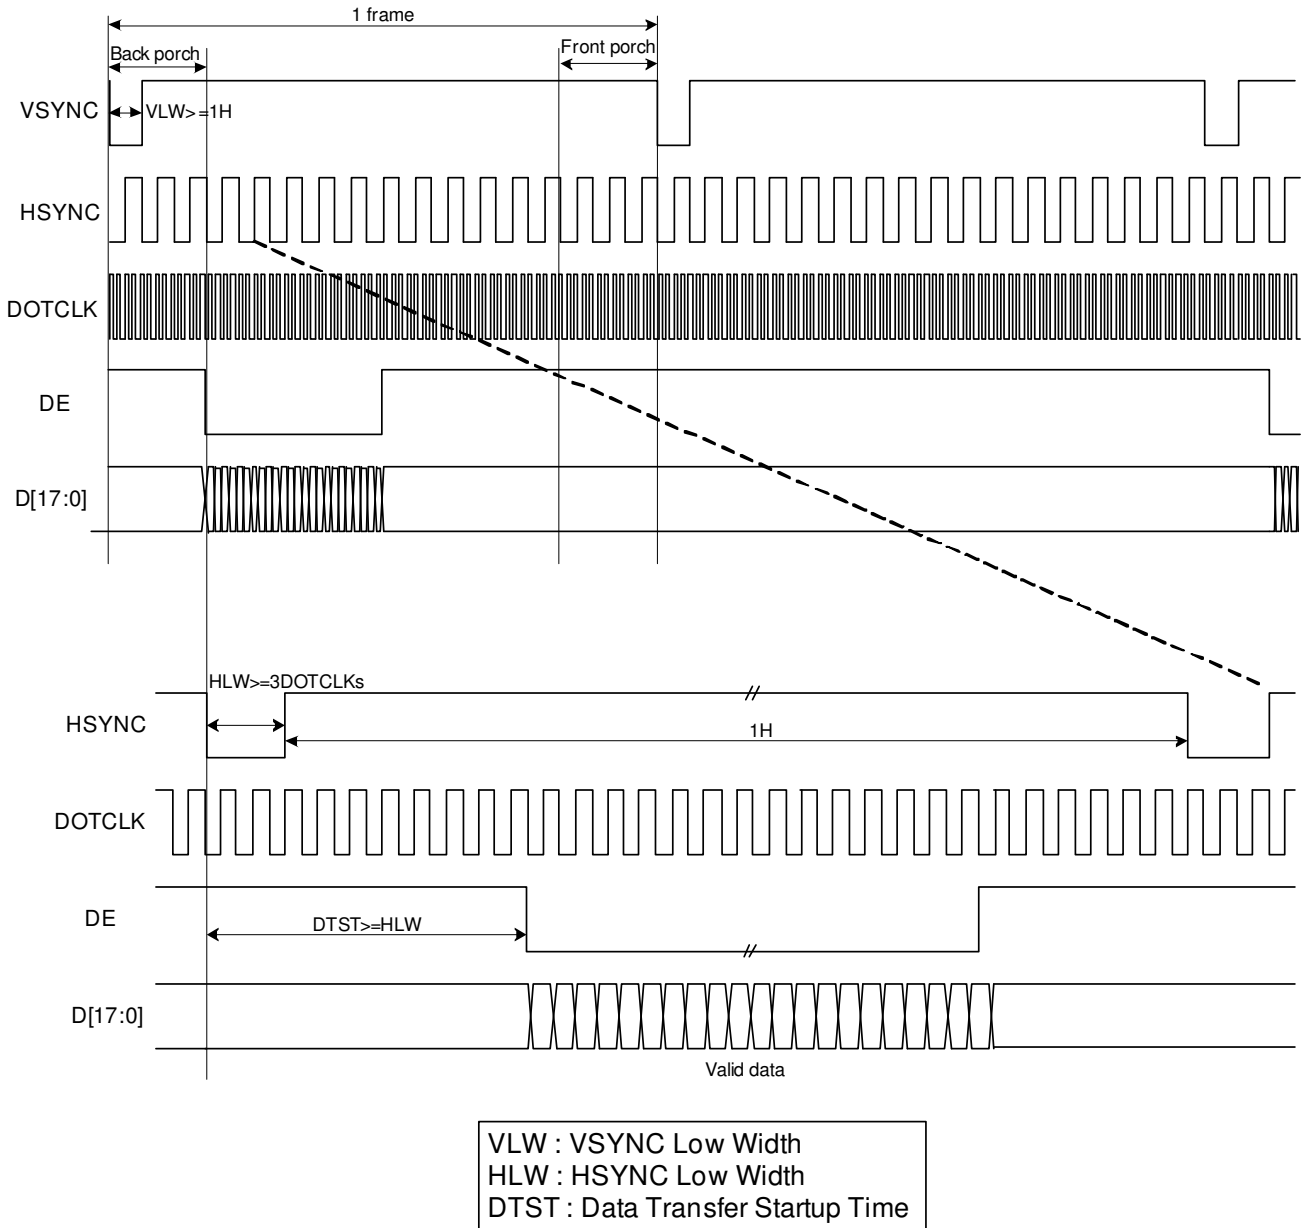 1 frame
Back porch
Front porch
VSYNC
VLW>=1H
HSYNC
DOTCLK
DE
D[17:0]
HLW>=3DOTCLKs
HSYNC
1H
DOTCLK
DE
DTST>=HLW
D[17:0]
Valid data
VLW : VSYNC Low Width
HLW : HSYNC Low Width
DTST : Data Transfer Startup Time